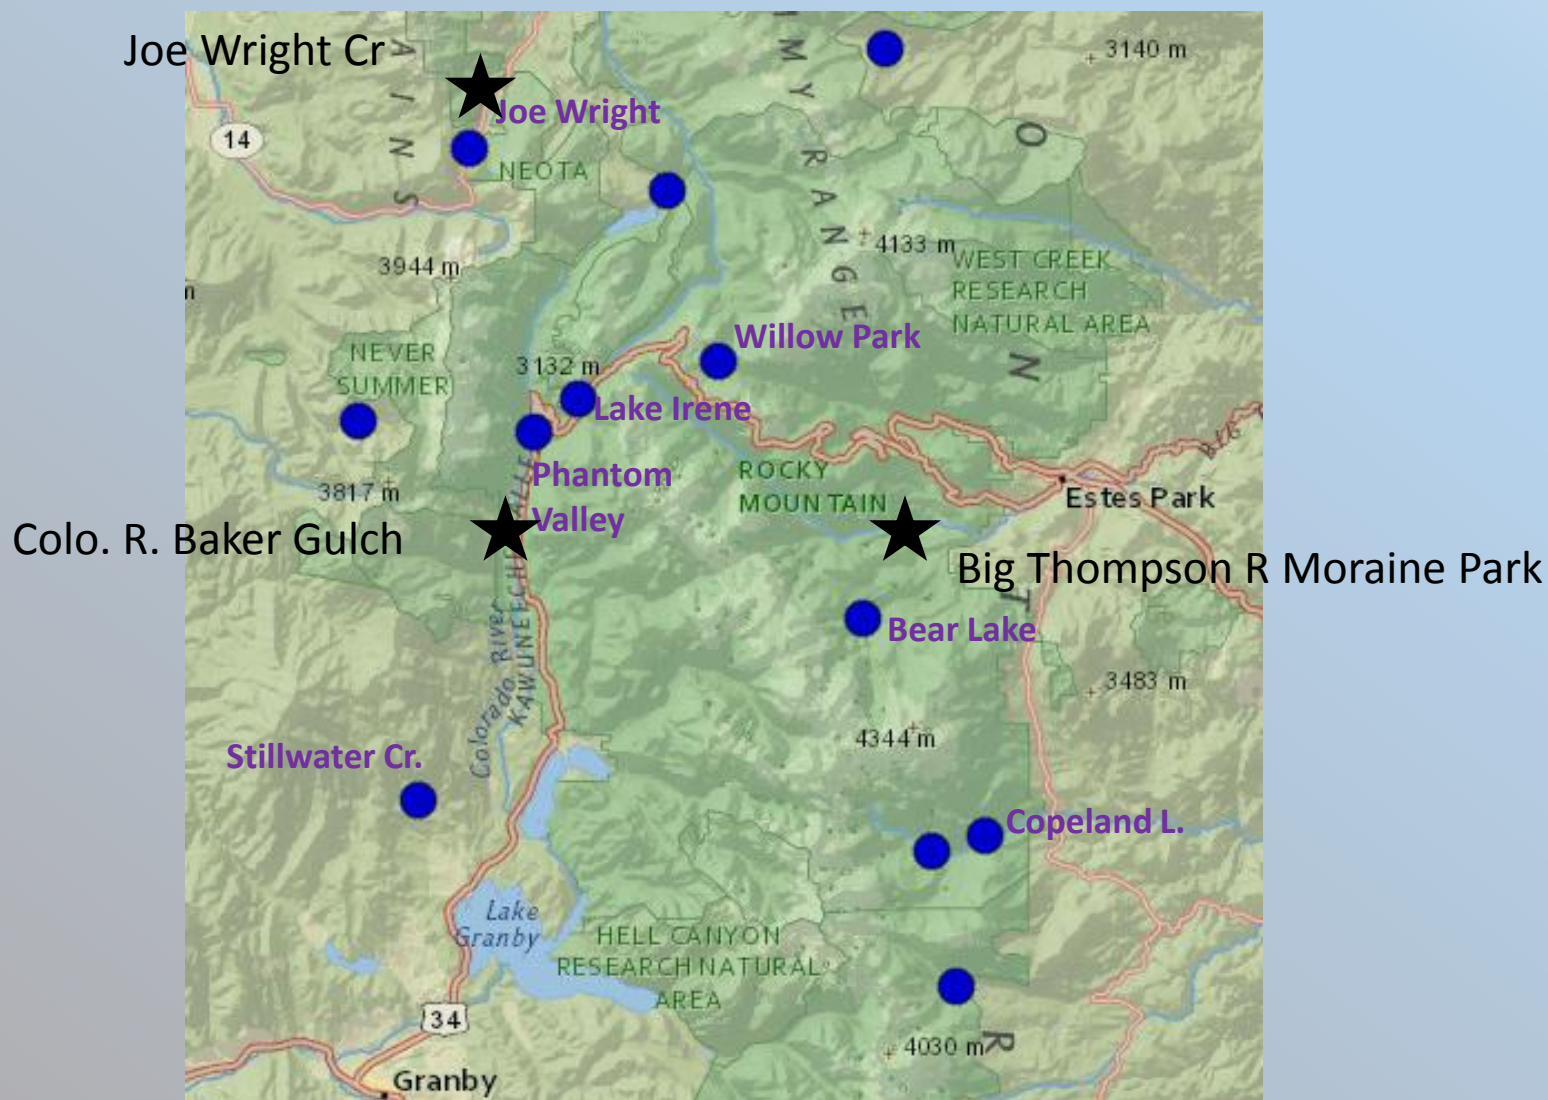 Joe Wright Cr
A
I
N
S
M
Y
R
A
N
G
E
3140 m
Joe Wright
14
O
NEOTA
4133 m
3944 m
WEST CREEK
RESEARCH
NATURAL AREA
m
Willow Park
NEVER
SUMMER
3132 m
N
Lake Irene
BIG
Phantom
Valley
ROCKY
MOUNTAIN
3817 m
Estes Park
Colo. R. Baker Gulch
Big Thompson R Moraine Park
T
Bear Lake
Colorado River
3483 m
4344 m
Stillwater Cr.
Copeland L.
Lake
Granby
HELL CANYON
RESEARCH NATURAL
AREA
34
4030 m
R
Granby